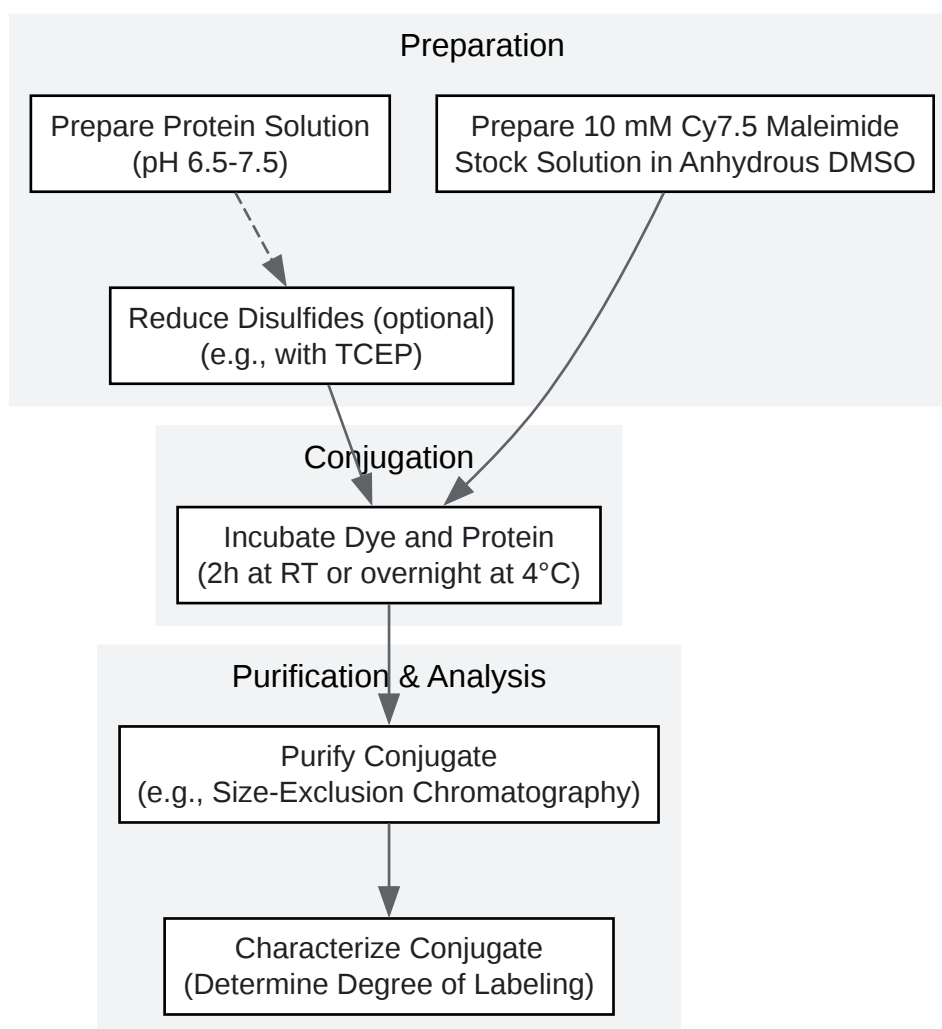 Preparation
Prepare Protein Solution
(pH 6.5-7.5)
Prepare 10 mM Cy7.5 Maleimide
Stock Solution in Anhydrous DMSO
Reduce Disulfides (optional)
(e.g., with TCEP)
Conjugation
Incubate Dye and Protein
(2h at RT or overnight at 4°C)
Purification & Analysis
Purify Conjugate
(e.g., Size-Exclusion Chromatography)
Characterize Conjugate
(Determine Degree of Labeling)